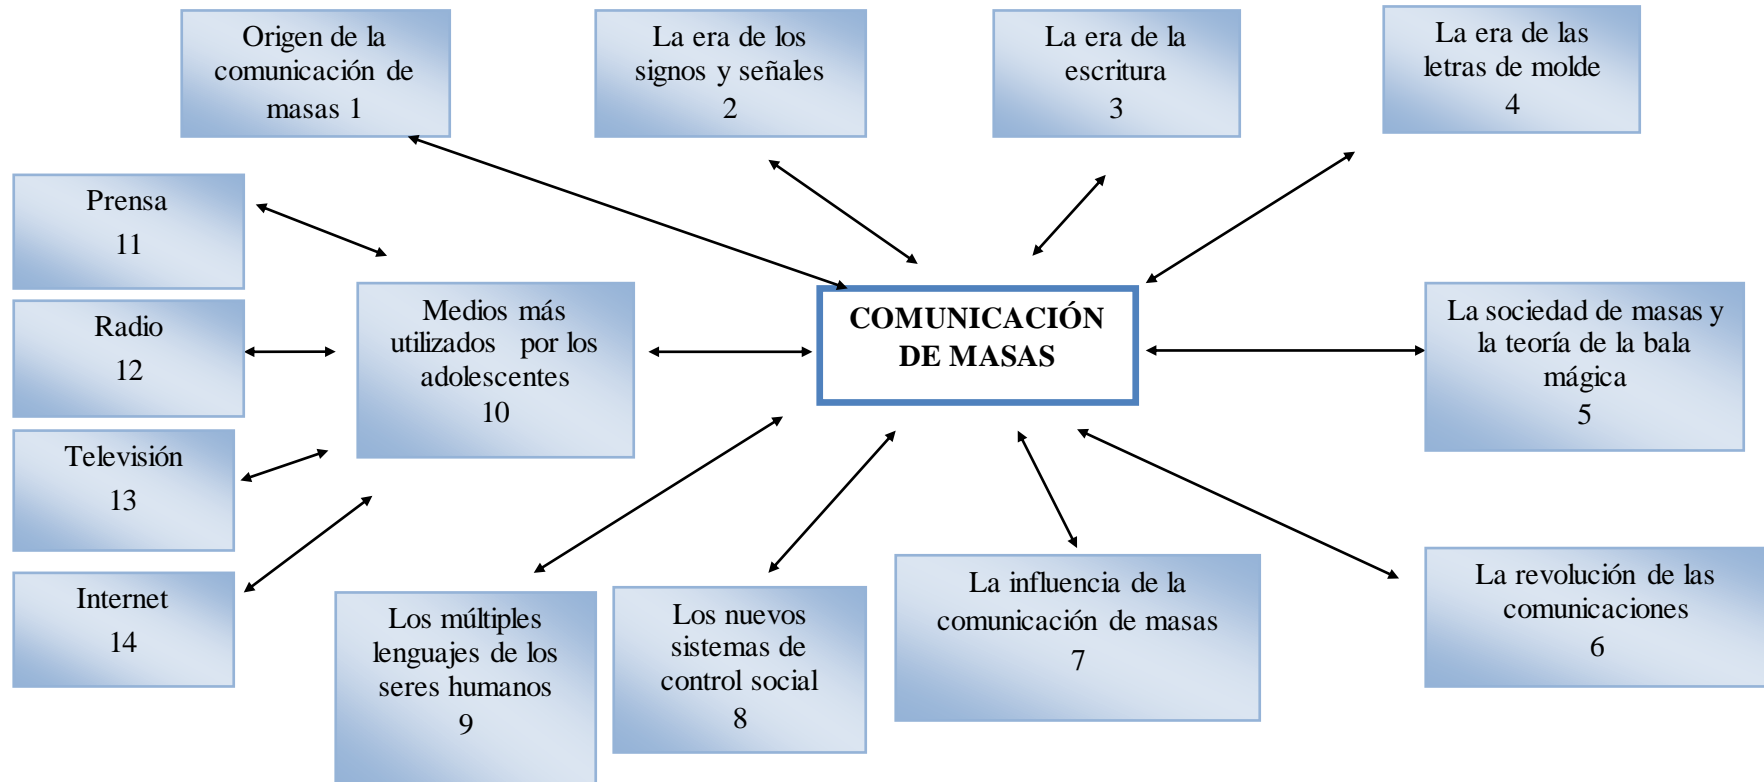 Origen de la
comunicación de
masas 1
La era de los
signos y señales
2
La era de la
escritura
3
La era de las
letras de molde
4
Prensa
11
Radio
12
Televisión
13
Internet
14
Medios más
utilizados por los
adolescentes
10
COMUNICACIÓN
DE MASAS
La sociedad de masas y
la teoría de la bala
mágica
5
Los múltiples
lenguajes de los
seres humanos
9
Los nuevos
sistemas de
control social
8
La influencia de la
comunicación de masas
7
La revolución de las
comunicaciones
6